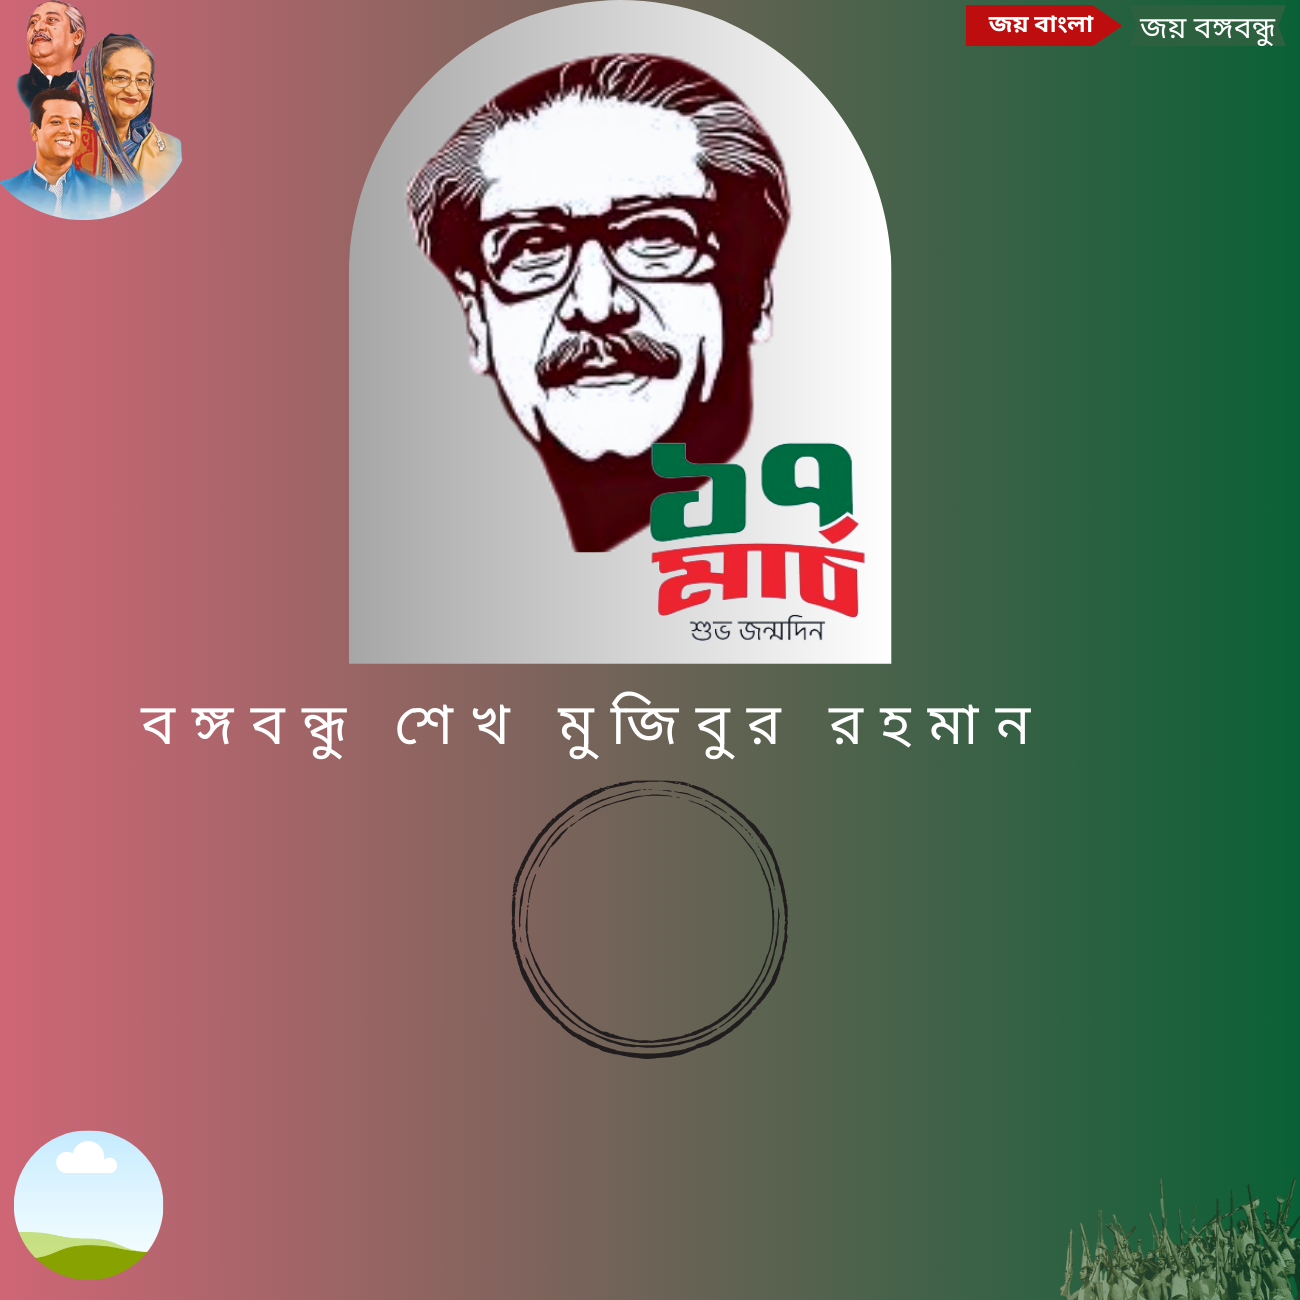 জয় বাংলা
জয় বঙ্গবন্ধু
১৭
মার্চ
শুভ জন্মদিন
বঙ্গবন্ধু শেখ মুজিবুর রহমান